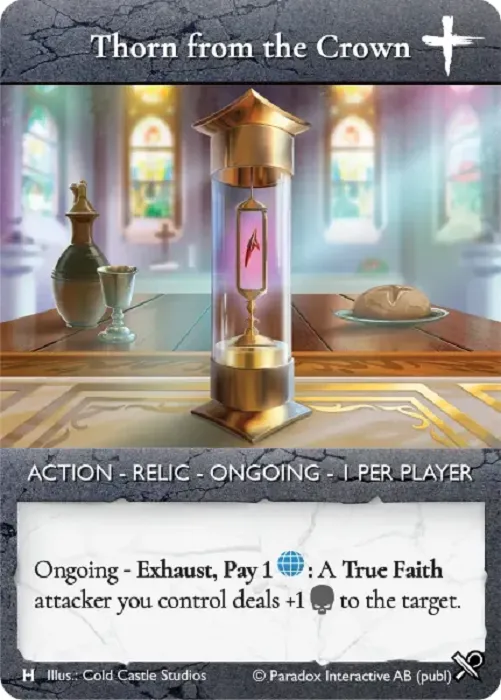 Thorn from the Crown
ACTION - RELIC - ONGOING - 1 PER PLAYER
Ongoing - Exhaust, Pay 1 : A True Faith
attacker you control deals +1 to the target.
H Illus.: Cold Castle Studios © Paradox Interactive AB (publ)